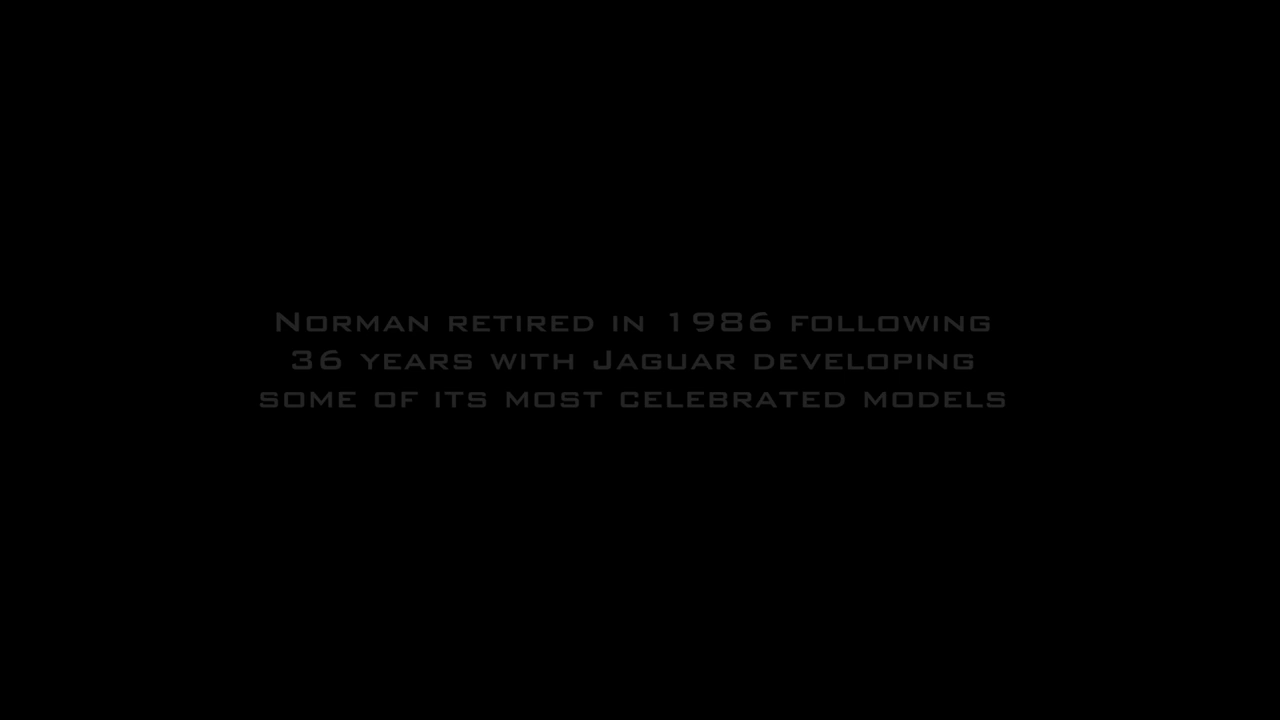 Norman retired in 1986 following
36 years with Jaguar developing
some of its most celebrated models